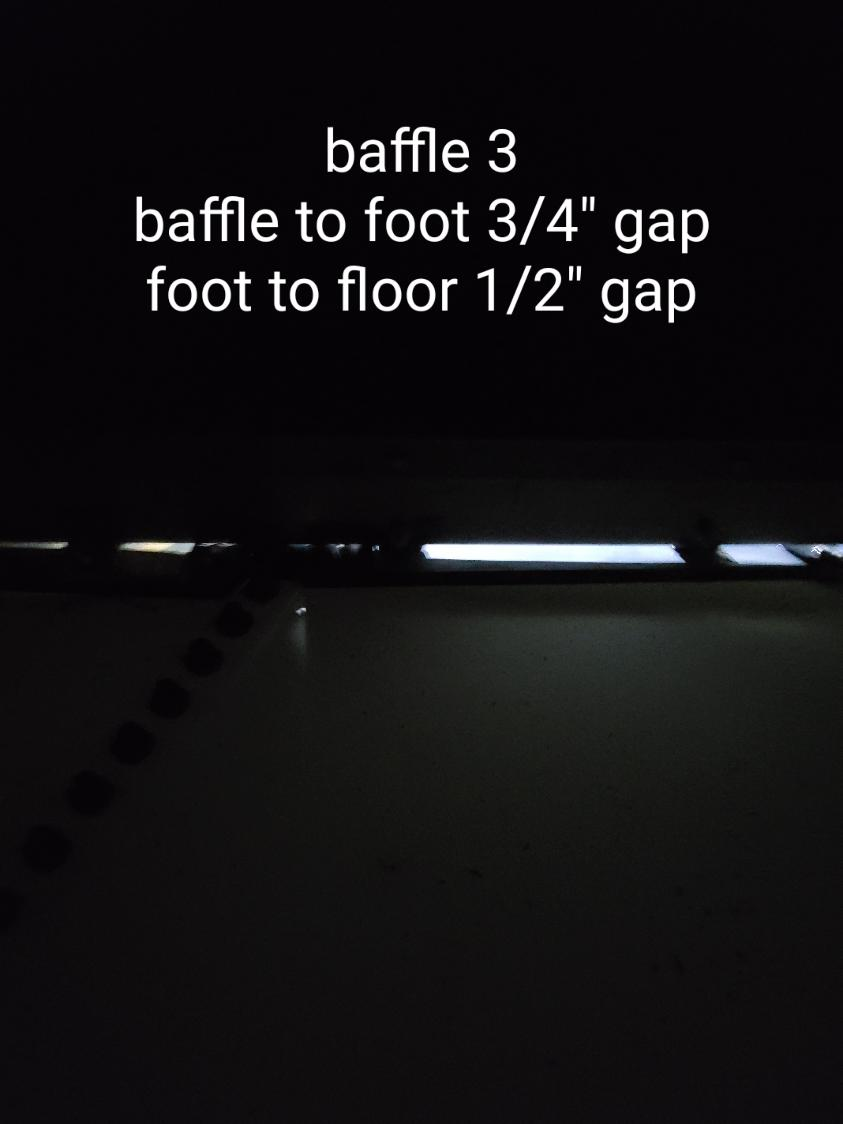 baffle 3
baffle to foot 3/4" gap
foot to floor 1/2" gap